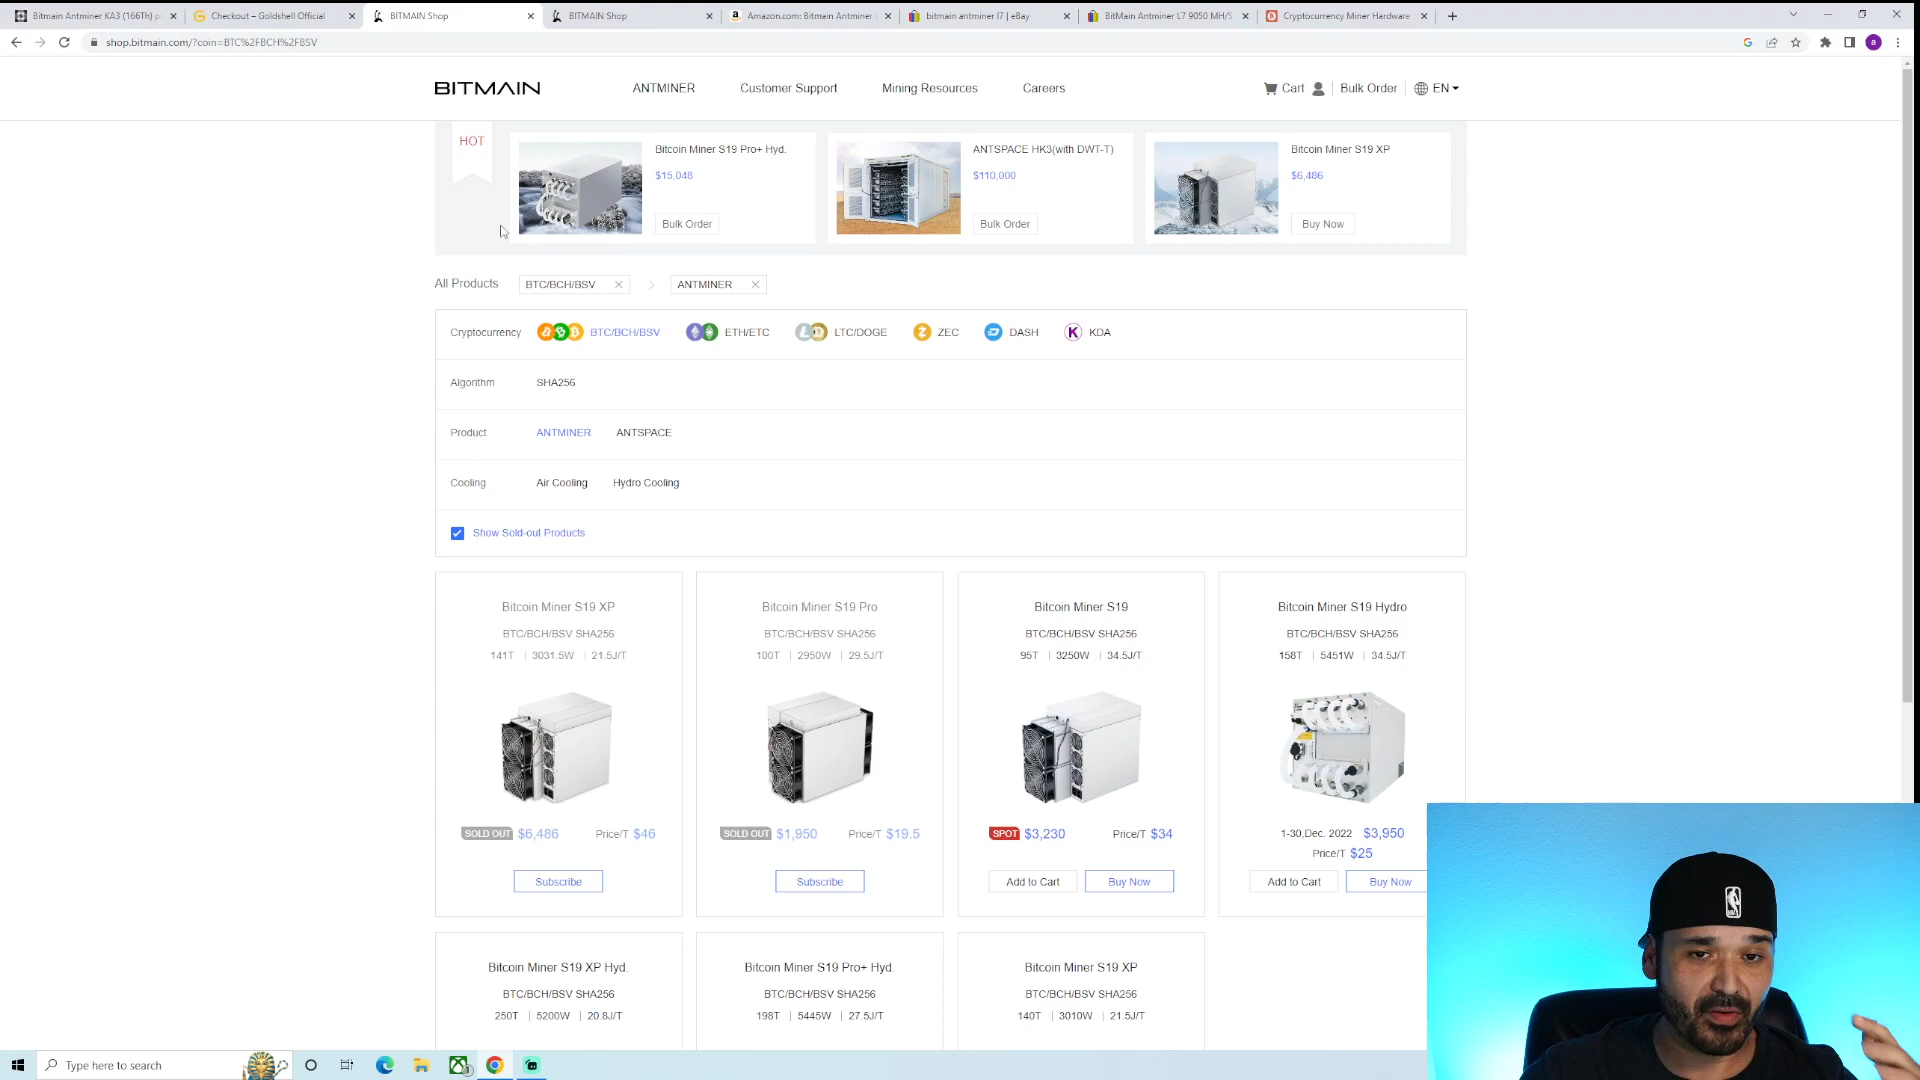 Bitmain Antminer KA3 (166Th) p
Checkout – Goldshell Official
BITMAIN Shop
BITMAIN Shop
Amazon.com: Bitmain Antminer
bitmain antminer l7 | eBay
BitMain Antminer L7 9050 MH/S
Cryptocurrency Miner Hardware
shop.bitmain.com/?coin=BTC%2FBCH%2FBSV
a
BITMAIN
ANTMINER
Customer Support
Mining Resources
Careers
Cart
Bulk Order
EN
HOT
Bitcoin Miner S19 Pro+ Hyd.
$15,048
Bulk Order
ANTSPACE HK3(with DWT-T)
$110,000
Bulk Order
Bitcoin Miner S19 XP
$6,486
Buy Now
All Products
BTC/BCH/BSV
ANTMINER
Cryptocurrency BTC/BCH/BSV ETH/ETC LTC/DOGE ZEC DASH KDA
Algorithm SHA256
Product ANTMINER ANTSPACE
Cooling Air Cooling Hydro Cooling
Show Sold-out Products
Bitcoin Miner S19 XP
BTC/BCH/BSV SHA256
141T | 3031.5W | 21.5J/T
SOLD OUT $6,486 Price/T $46
Subscribe
Bitcoin Miner S19 Pro
BTC/BCH/BSV SHA256
100T | 2950W | 29.5J/T
SOLD OUT $1,950 Price/T $19.5
Subscribe
Bitcoin Miner S19
BTC/BCH/BSV SHA256
95T | 3250W | 34.5J/T
SPOT $3,230 Price/T $34
Add to Cart Buy Now
Bitcoin Miner S19 Hydro
BTC/BCH/BSV SHA256
158T | 5451W | 34.5J/T
1-30,Dec. 2022 $3,950
Price/T $25
Add to Cart Buy Now
Bitcoin Miner S19 XP Hyd.
BTC/BCH/BSV SHA256
250T | 5200W | 20.8J/T
Bitcoin Miner S19 Pro+ Hyd.
BTC/BCH/BSV SHA256
198T | 5445W | 27.5J/T
Bitcoin Miner S19 XP
BTC/BCH/BSV SHA256
140T | 3010W | 21.5J/T
Type here to search